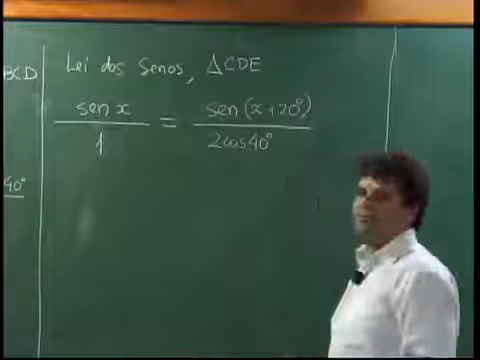 BCD
Lei dos Senos, ΔCDE
sen x / 1 = sen (x+20°) / 2cos40°
40°